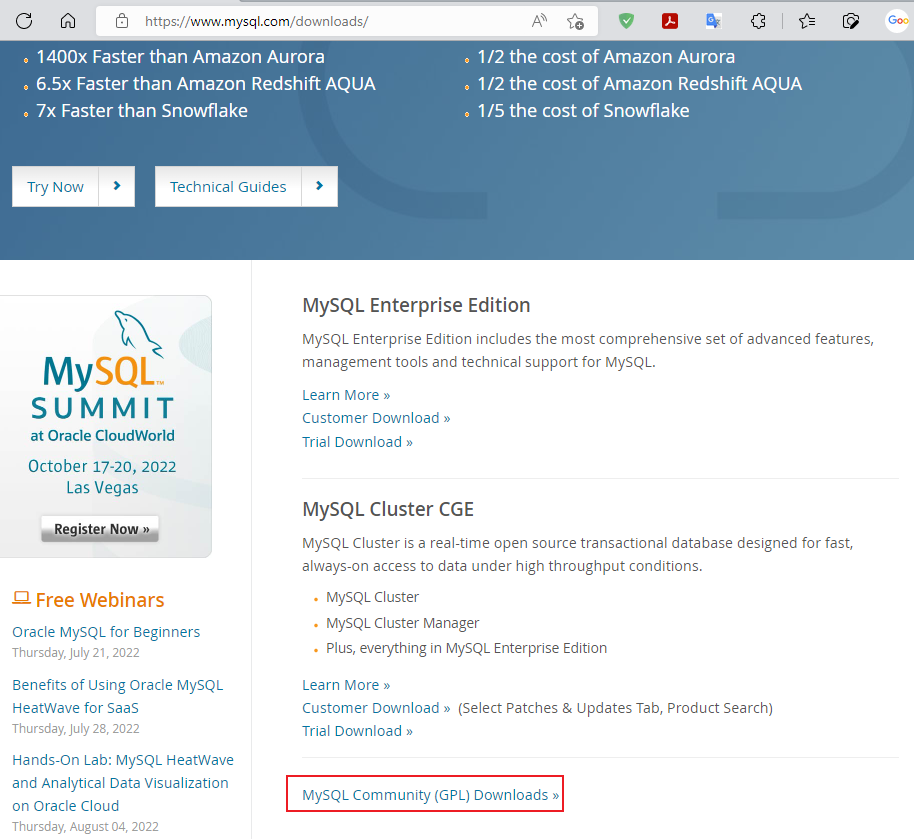 https://www.mysql.com/downloads/
Goo
1400x Faster than Amazon Aurora
6.5x Faster than Amazon Redshift AQUA
7x Faster than Snowflake
1/2 the cost of Amazon Aurora
1/2 the cost of Amazon Redshift AQUA
1/5 the cost of Snowflake
Try Now
Technical Guides
MySQL™
SUMMIT
at Oracle CloudWorld
October 17-20, 2022
Las Vegas
Register Now »
Free Webinars
Oracle MySQL for Beginners
Thursday, July 21, 2022
Benefits of Using Oracle MySQL
HeatWave for SaaS
Thursday, July 28, 2022
Hands-On Lab: MySQL HeatWave
and Analytical Data Visualization
on Oracle Cloud
Thursday, August 04, 2022
MySQL Enterprise Edition
MySQL Enterprise Edition includes the most comprehensive set of advanced features,
management tools and technical support for MySQL.
Learn More »
Customer Download »
Trial Download »
MySQL Cluster CGE
MySQL Cluster is a real-time open source transactional database designed for fast,
always-on access to data under high throughput conditions.
MySQL Cluster
MySQL Cluster Manager
Plus, everything in MySQL Enterprise Edition
Learn More »
Customer Download » (Select Patches & Updates Tab, Product Search)
Trial Download »
MySQL Community (GPL) Downloads »